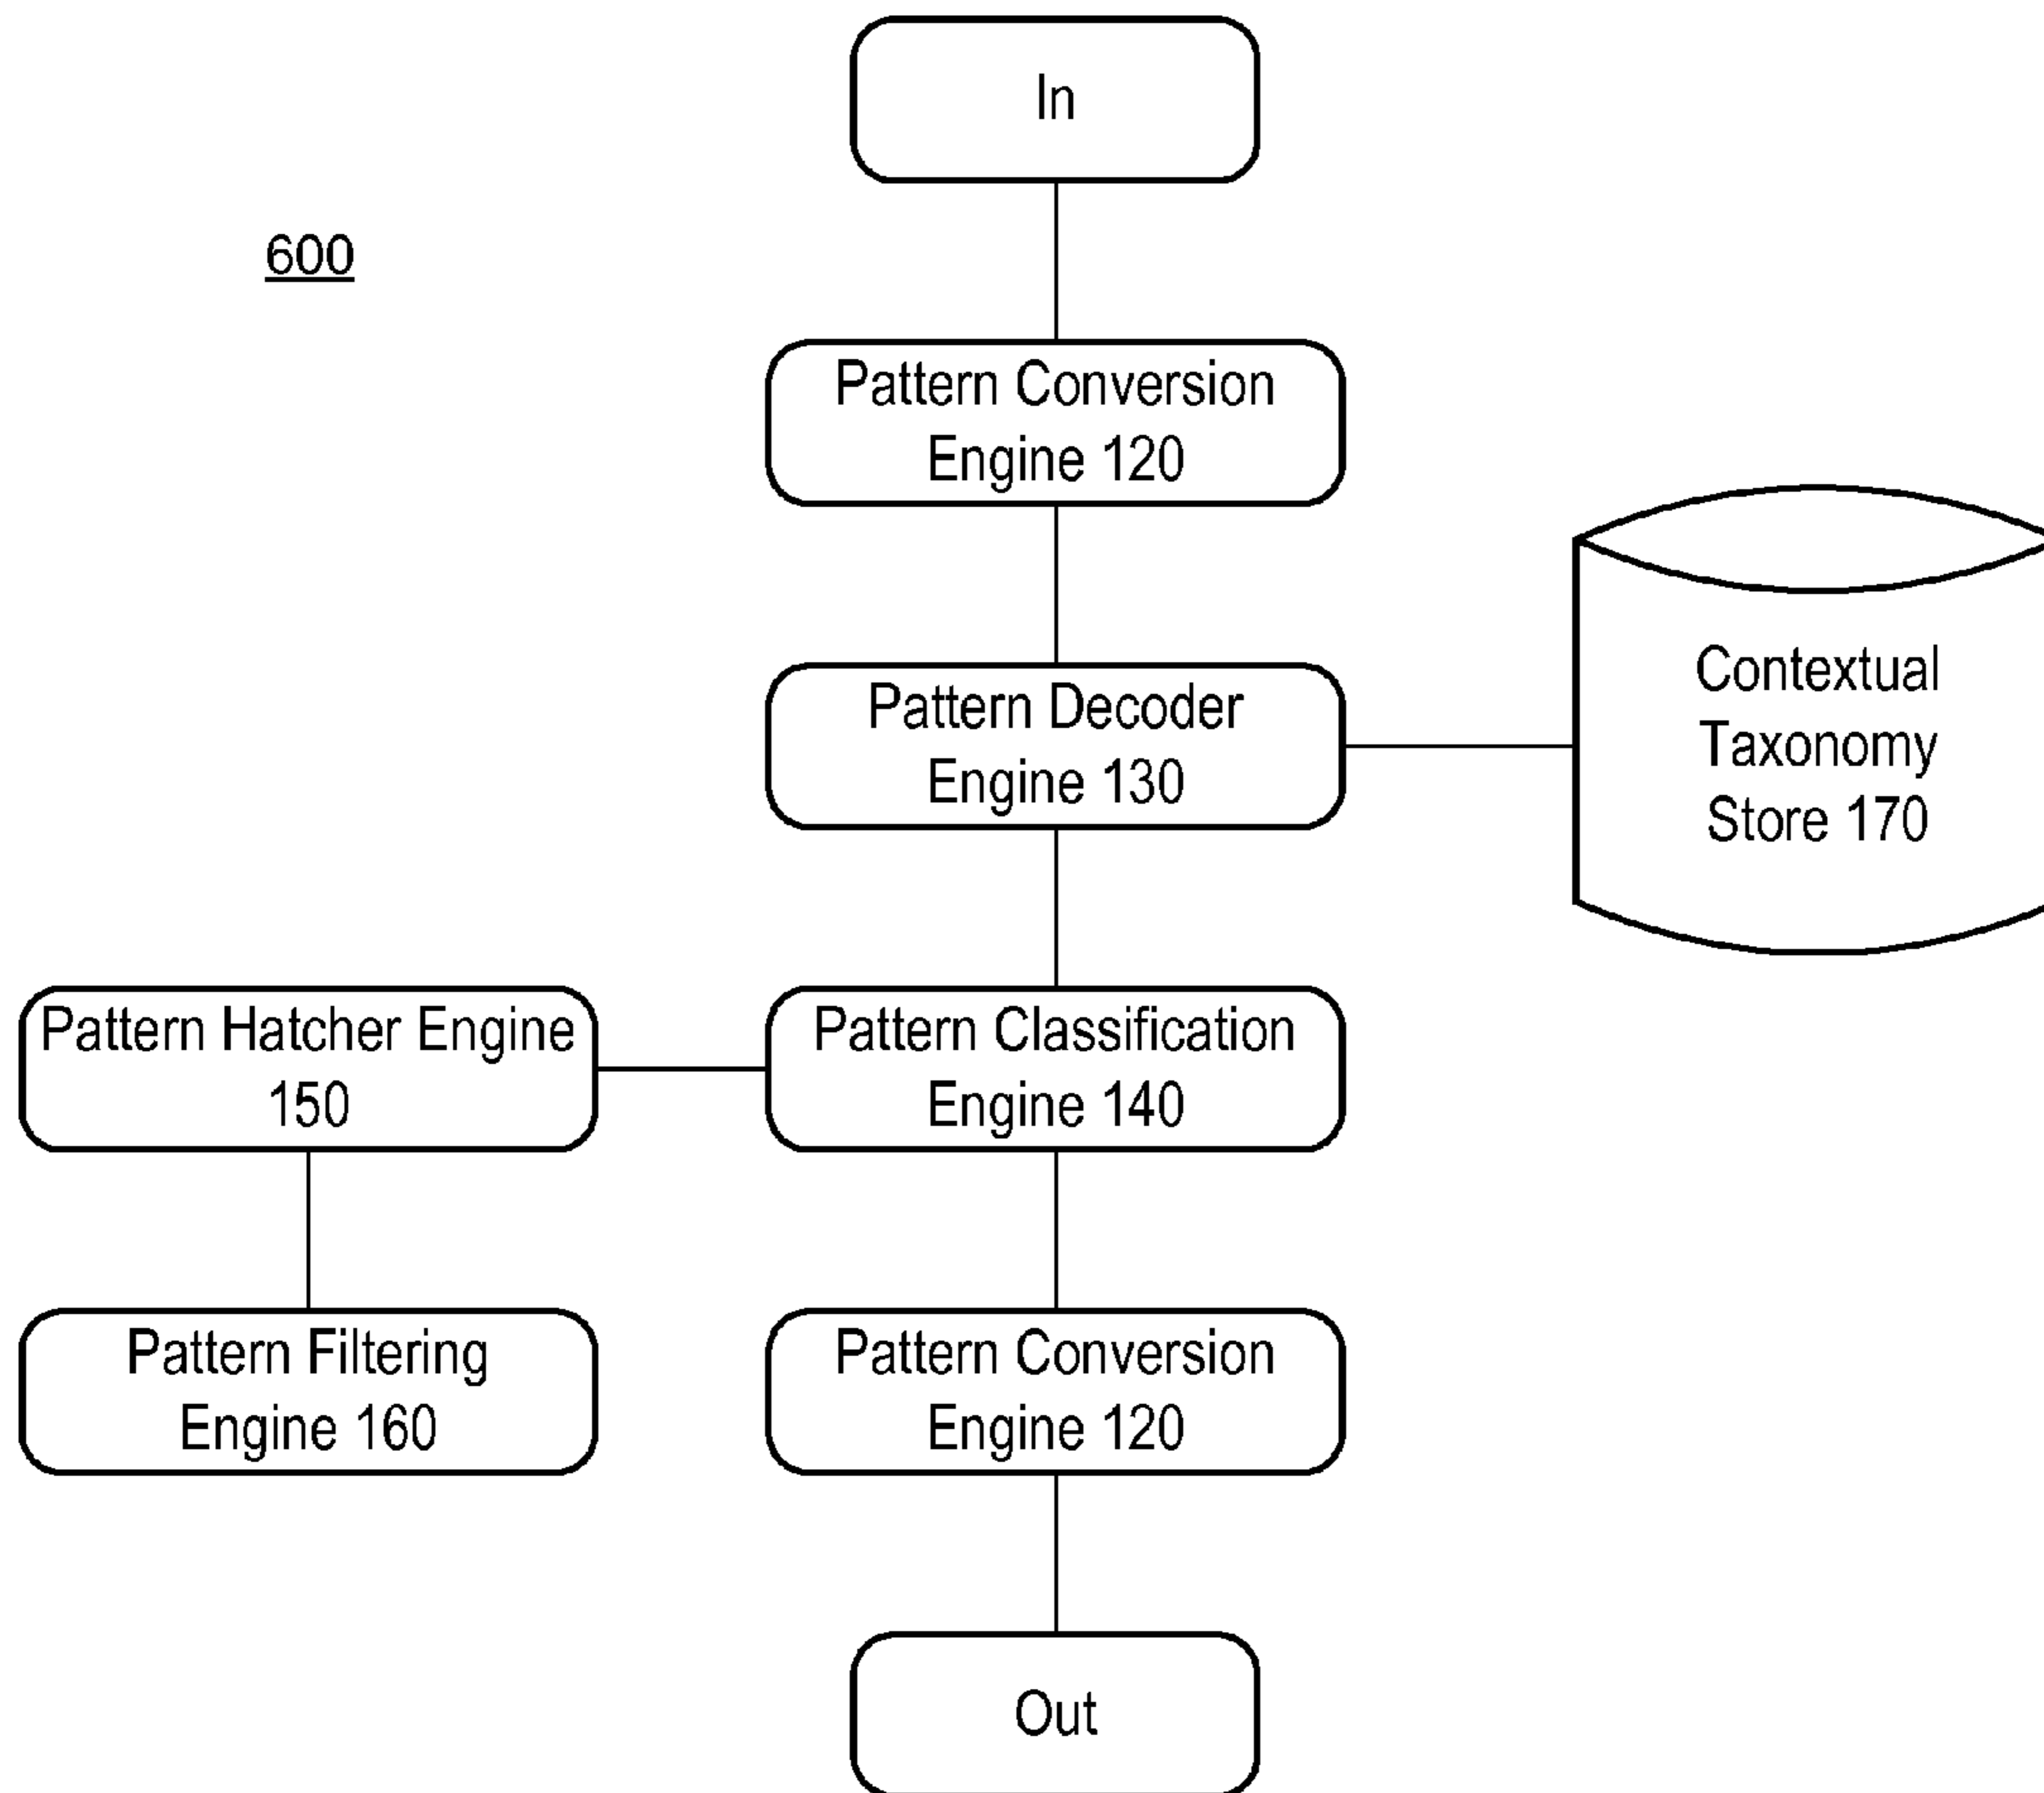 In
600
Pattern Conversion
Engine 120
Pattern Decoder
Engine 130
Contextual
Taxonomy
Store 170
Pattern Hatcher Engine
150
Pattern Classification
Engine 140
Pattern Filtering
Engine 160
Pattern Conversion
Engine 120
Out